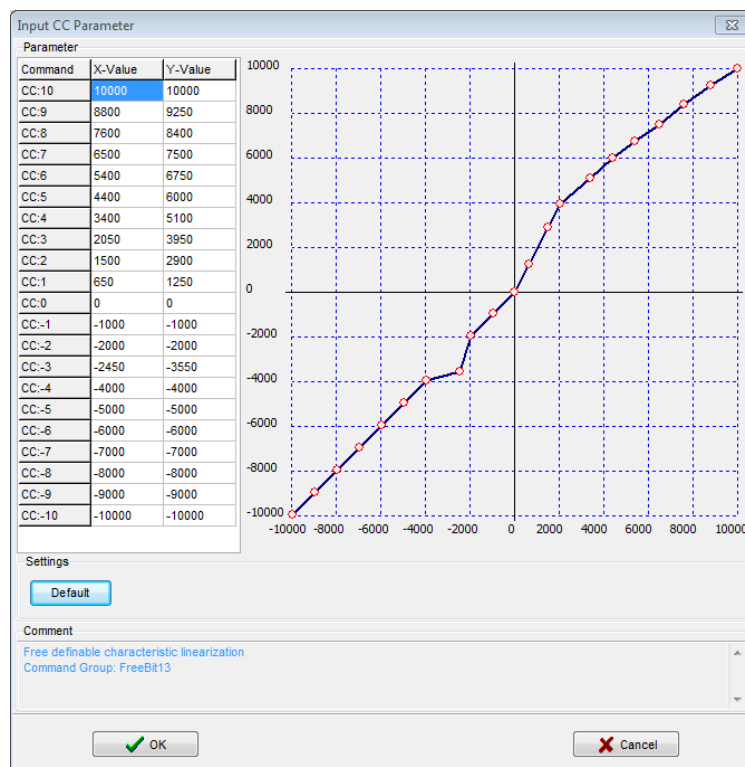 Input CC Parameter
Parameter
Command X-Value Y-Value
CC:10 10000 10000
CC:9 8800 9250
CC:8 7600 8400
CC:7 6500 7500
CC:6 5400 6750
CC:5 4400 6000
CC:4 3400 5100
CC:3 2050 3950
CC:2 1500 2900
CC:1 650 1250
CC:0 0 0
CC:-1 -1000 -1000
CC:-2 -2000 -2000
CC:-3 -2450 -3550
CC:-4 -4000 -4000
CC:-5 -5000 -5000
CC:-6 -6000 -6000
CC:-7 -7000 -7000
CC:-8 -8000 -8000
CC:-9 -9000 -9000
CC:-10 -10000 -10000
10000
8000
6000
4000
2000
0
-2000
-4000
-6000
-8000
-10000
-10000 -8000 -6000 -4000 -2000 0 2000 4000 6000 8000 10000
Settings
Default
Comment
Free definable characteristic linearization
Command Group: FreeBit13
OK Cancel